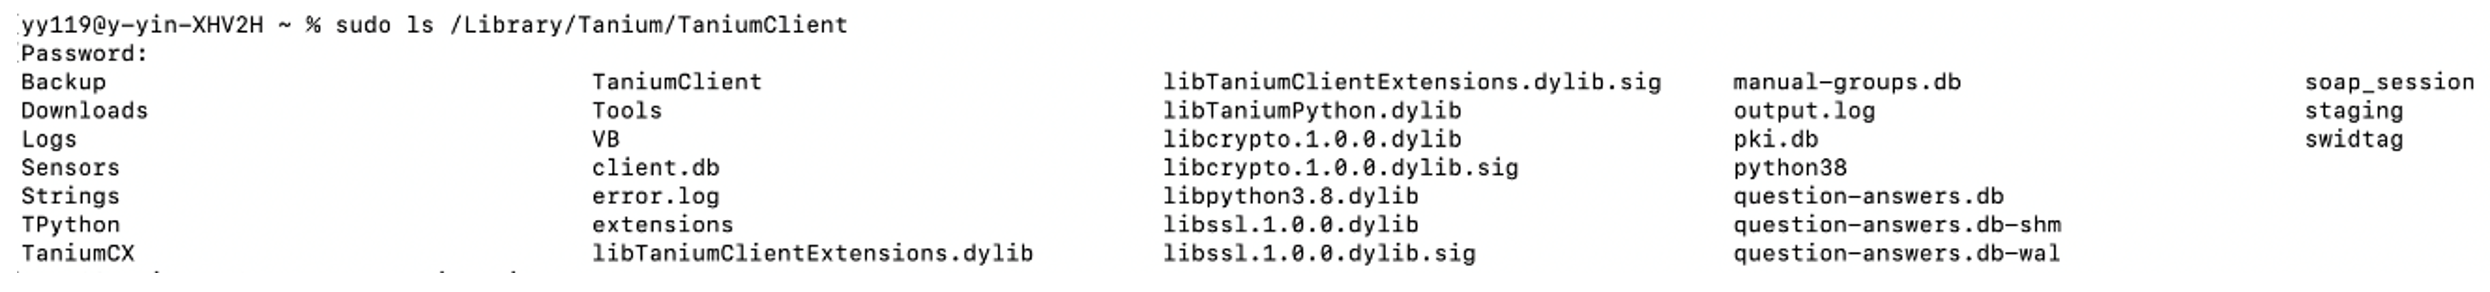 yy119@y-yin-XHV2H ~ % sudo ls /Library/Tanium/TaniumClient
Password:
Backup TaniumClient libTaniumClientExtensions.dylib.sig manual-groups.db soap_session
Downloads Tools libTaniumPython.dylib output.log staging
Logs VB libcrypto.1.0.0.dylib pki.db swidtag
Sensors client.db libcrypto.1.0.0.dylib.sig python38
Strings error.log libpython3.8.dylib question-answers.db
TPython extensions libssl.1.0.0.dylib question-answers.db-shm
TaniumCX libTaniumClientExtensions.dylib libssl.1.0.0.dylib.sig question-answers.db-wal